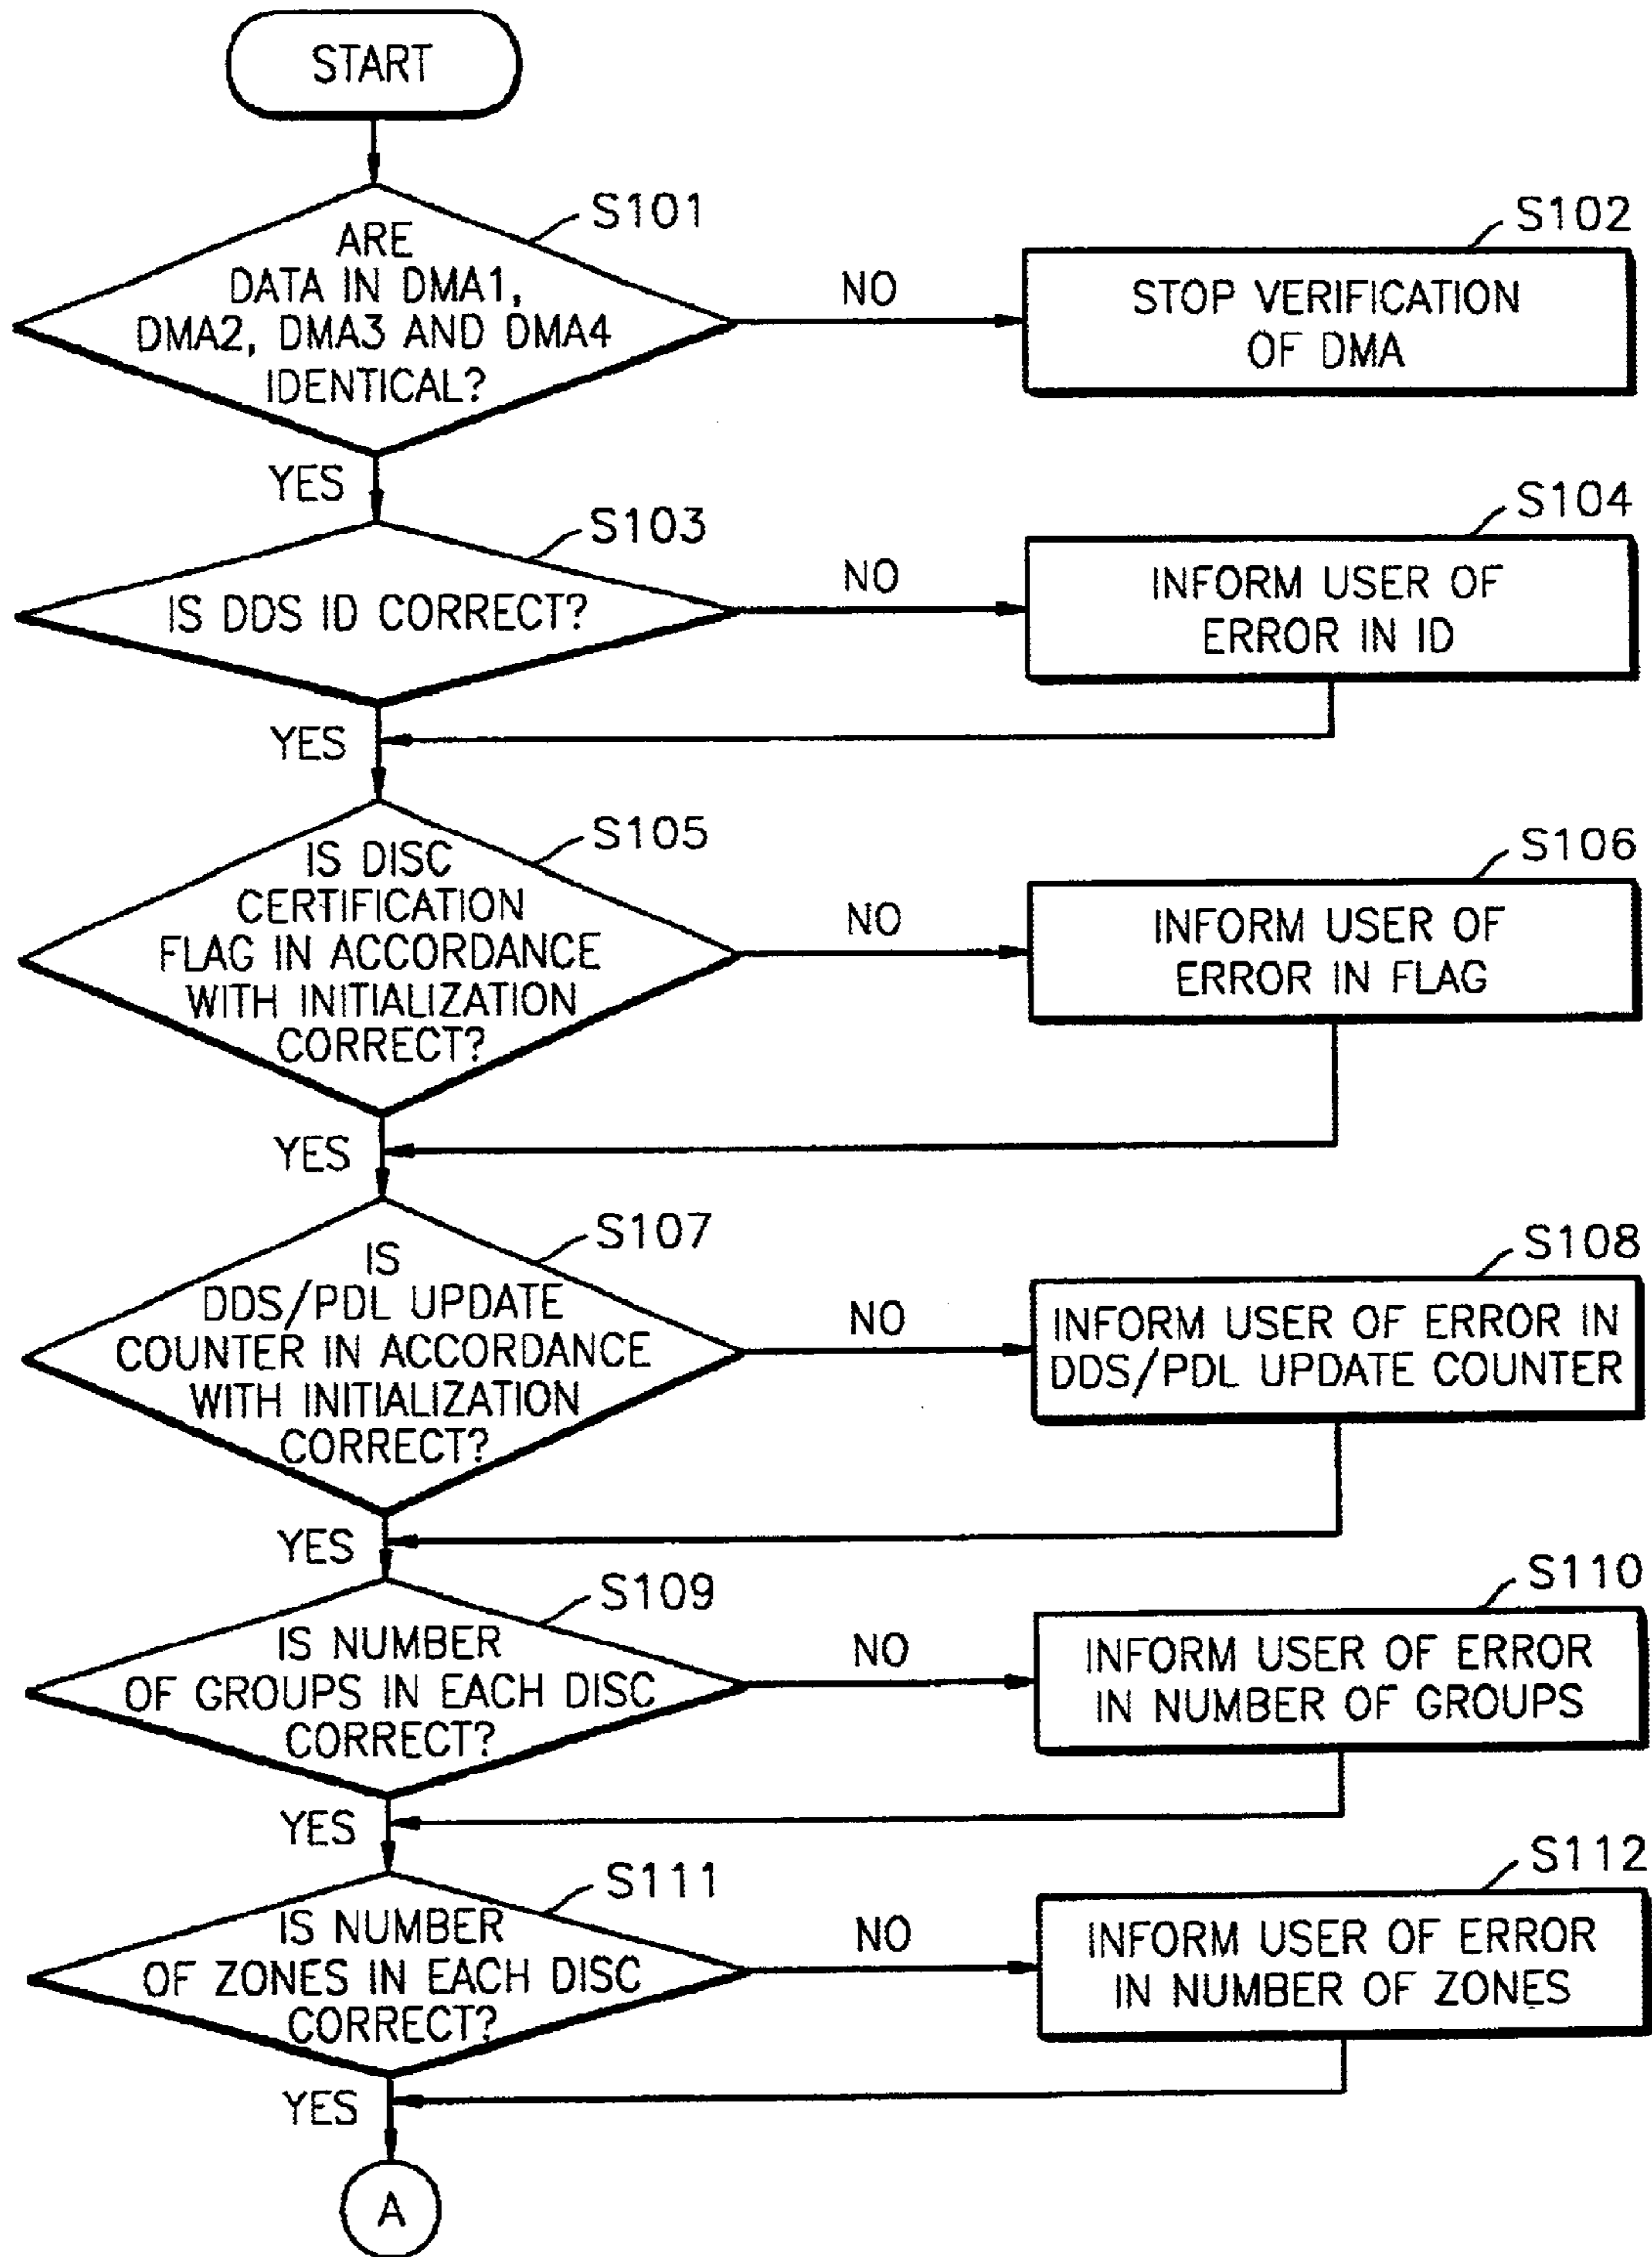 START
S101
ARE
DATA IN DMA1,
DMA2, DMA3 AND DMA4
IDENTICAL?
NO
S102
STOP VERIFICATION
OF DMA
YES
S103
IS DDS ID CORRECT?
NO
S104
INFORM USER OF
ERROR IN ID
YES
S105
IS DISC
CERTIFICATION
FLAG IN ACCORDANCE
WITH INITIALIZATION
CORRECT?
NO
S106
INFORM USER OF
ERROR IN FLAG
YES
S107
IS
DDS/PDL UPDATE
COUNTER IN ACCORDANCE
WITH INITIALIZATION
CORRECT?
NO
S108
INFORM USER OF ERROR IN
DDS/PDL UPDATE COUNTER
YES
S109
IS NUMBER
OF GROUPS IN EACH DISC
CORRECT?
NO
S110
INFORM USER OF ERROR
IN NUMBER OF GROUPS
YES
S111
IS NUMBER
OF ZONES IN EACH DISC
CORRECT?
NO
S112
INFORM USER OF ERROR
IN NUMBER OF ZONES
YES
A